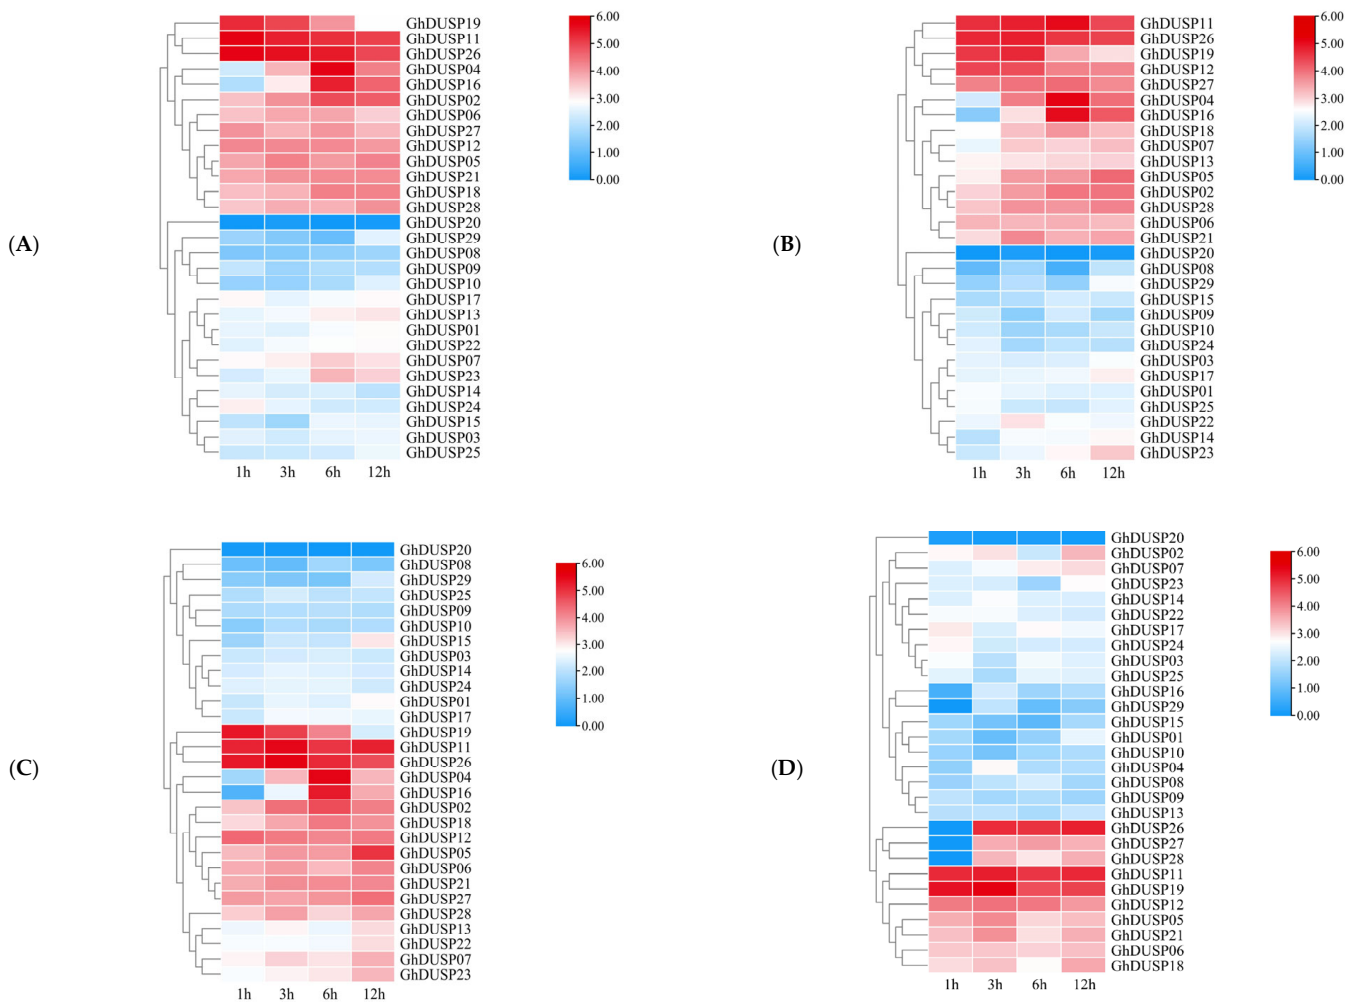 (A)
GhDUSP19
GhDUSP11
GhDUSP26
GhDUSP04
GhDUSP16
GhDUSP02
GhDUSP06
GhDUSP27
GhDUSP12
GhDUSP05
GhDUSP21
GhDUSP18
GhDUSP28
GhDUSP20
GhDUSP29
GhDUSP08
GhDUSP09
GhDUSP10
GhDUSP17
GhDUSP13
GhDUSP01
GhDUSP22
GhDUSP07
GhDUSP23
GhDUSP14
GhDUSP24
GhDUSP15
GhDUSP03
GhDUSP25
1h 3h 6h 12h
6.00
5.00
4.00
3.00
2.00
1.00
0.00
(B)
GhDUSP11
GhDUSP26
GhDUSP19
GhDUSP12
GhDUSP27
GhDUSP04
GhDUSP16
GhDUSP18
GhDUSP07
GhDUSP13
GhDUSP05
GhDUSP02
GhDUSP28
GhDUSP06
GhDUSP21
GhDUSP20
GhDUSP08
GhDUSP29
GhDUSP15
GhDUSP09
GhDUSP10
GhDUSP24
GhDUSP03
GhDUSP17
GhDUSP01
GhDUSP25
GhDUSP22
GhDUSP14
GhDUSP23
1h 3h 6h 12h
6.00
5.00
4.00
3.00
2.00
1.00
0.00
(C)
GhDUSP20
GhDUSP08
GhDUSP29
GhDUSP25
GhDUSP09
GhDUSP10
GhDUSP15
GhDUSP03
GhDUSP14
GhDUSP24
GhDUSP01
GhDUSP17
GhDUSP19
GhDUSP11
GhDUSP26
GhDUSP04
GhDUSP16
GhDUSP02
GhDUSP18
GhDUSP12
GhDUSP05
GhDUSP06
GhDUSP21
GhDUSP27
GhDUSP28
GhDUSP13
GhDUSP22
GhDUSP07
GhDUSP23
1h 3h 6h 12h
6.00
5.00
4.00
3.00
2.00
1.00
0.00
(D)
GhDUSP20
GhDUSP02
GhDUSP07
GhDUSP23
GhDUSP14
GhDUSP22
GhDUSP17
GhDUSP24
GhDUSP03
GhDUSP25
GhDUSP16
GhDUSP29
GhDUSP15
GhDUSP01
GhDUSP10
GhDUSP04
GhDUSP08
GhDUSP09
GhDUSP13
GhDUSP26
GhDUSP27
GhDUSP28
GhDUSP11
GhDUSP19
GhDUSP12
GhDUSP05
GhDUSP21
GhDUSP06
GhDUSP18
1h 3h 6h 12h
6.00
5.00
4.00
3.00
2.00
1.00
0.00